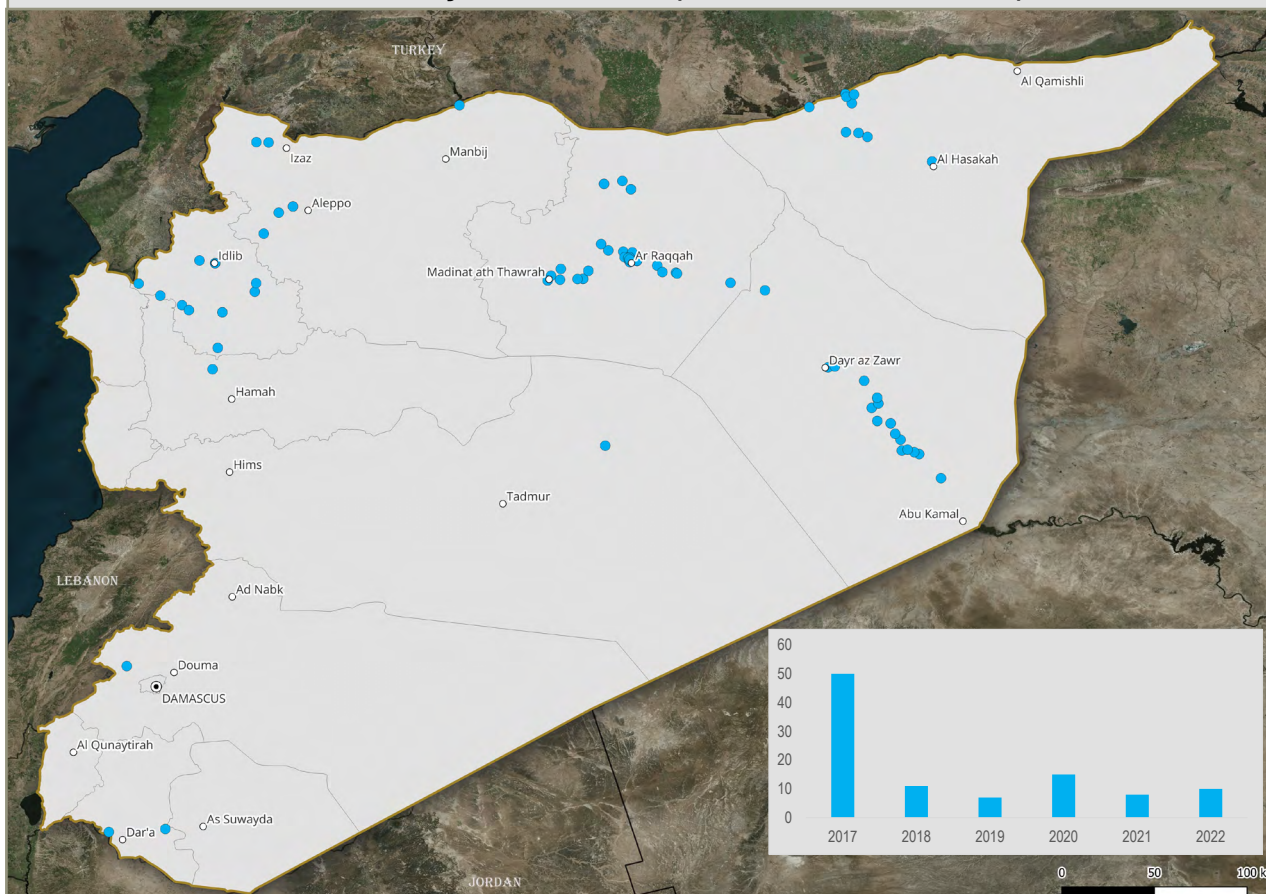 TURKEY
Al Qamishli
Izaz
Manbij
Al Hasakah
Aleppo
Idlib
Ar Raqqah
Madinat ath Thawrah
Dayr az Zawr
Hamah
Hims
Tadmur
Abu Kamal
LEBANON
Ad Nabk
Douma
DAMASCUS
Al Qunaytirah
Dar'a
As Suwayda
JORDAN
60
50
40
30
20
10
0
2017 2018 2019 2020 2021 2022
0 50 100 k